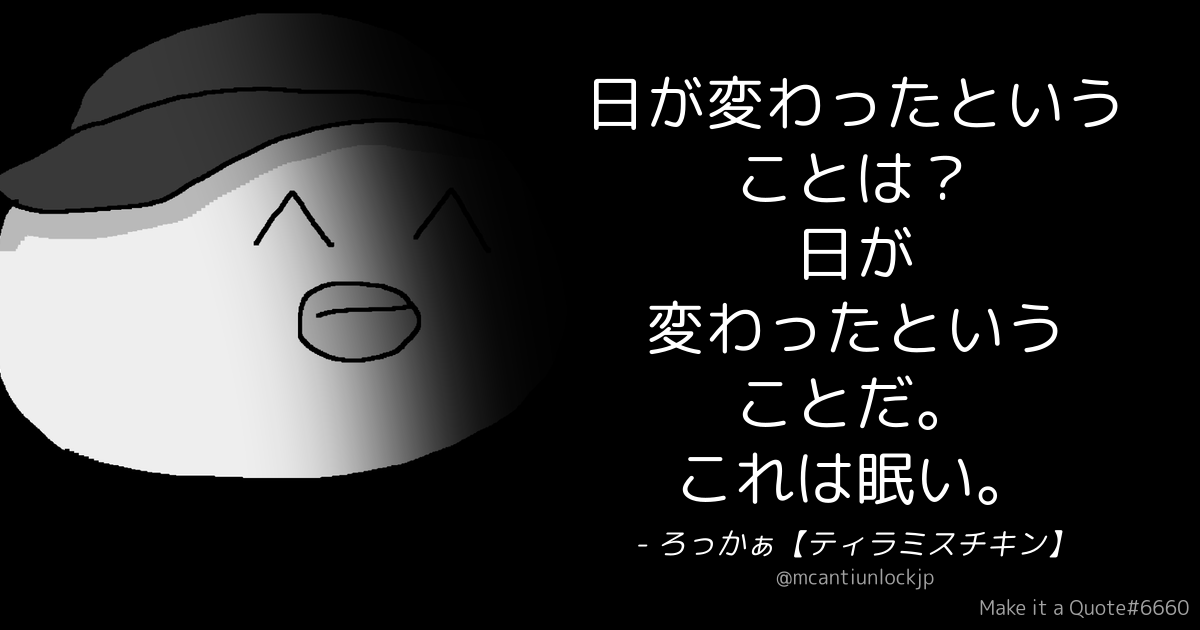 日が変わったという
ことは？
日が
変わったという
ことだ。
これは眠い。
- ろっかぁ【ティラミスチキン】
@mcantiunlockjp
Make it a Quote#6660